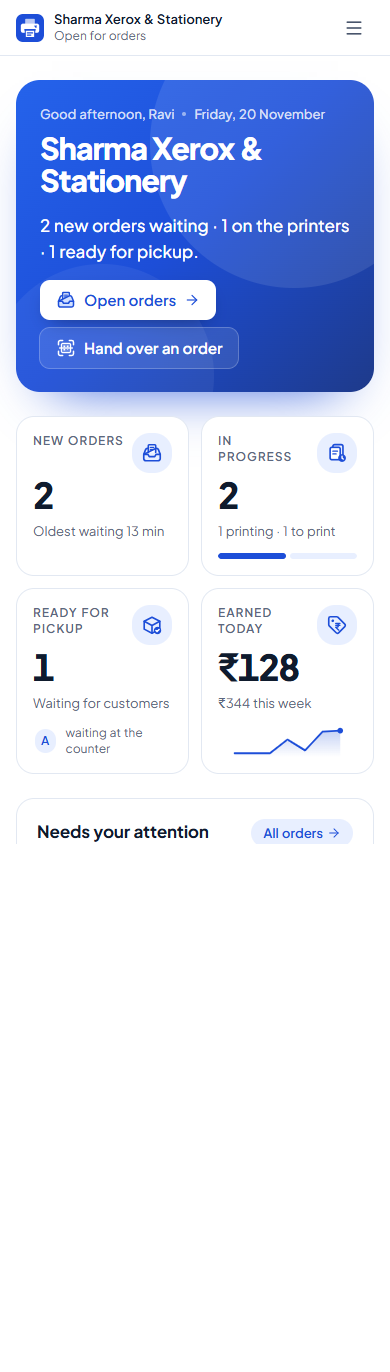 Sharma Xerox & Stationery
Open for orders
Good afternoon, Ravi • Friday, 20 November
Sharma Xerox &
Stationery
2 new orders waiting · 1 on the printers
· 1 ready for pickup.
Open orders →
Hand over an order
NEW ORDERS
2
Oldest waiting 13 min
IN
PROGRESS
2
1 printing · 1 to print
READY FOR
PICKUP
1
Waiting for customers
A
waiting at the
counter
EARNED
TODAY
₹128
₹344 this week
Needs your attention
All orders →